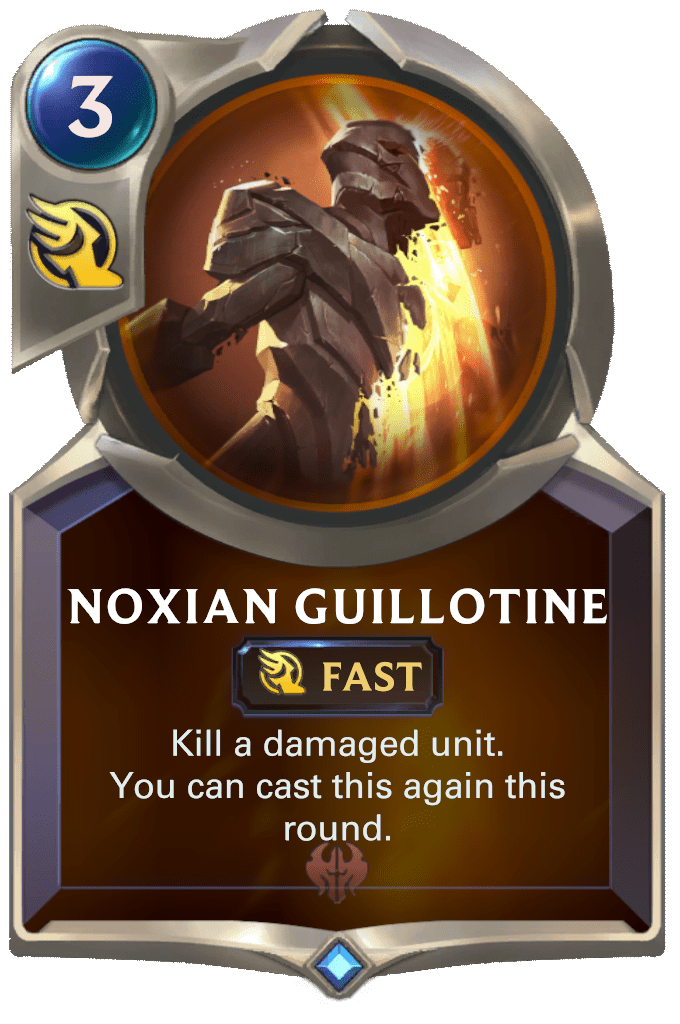 3
NOXIAN GUILLOTINE
FAST
Kill a damaged unit.
You can cast this again this
round.